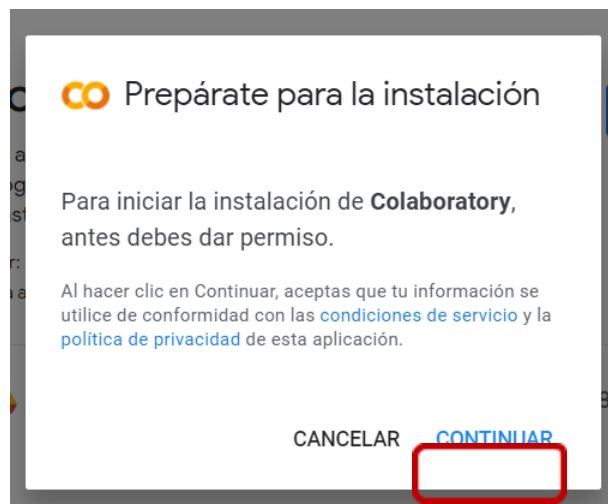 CO Prepárate para la instalación
Para iniciar la instalación de Colaboratory,
antes debes dar permiso.
Al hacer clic en Continuar, aceptas que tu información se
utilice de conformidad con las condiciones de servicio y la
política de privacidad de esta aplicación.
CANCELAR CONTINUAR